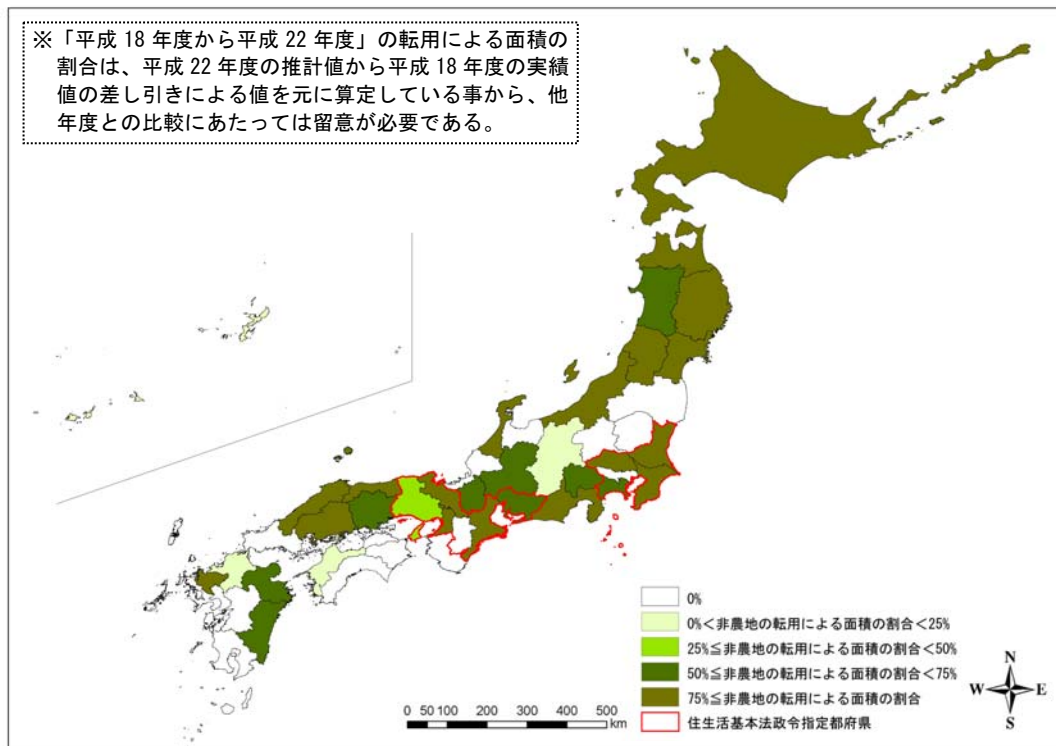 ※「平成 18 年度から平成 22 年度」の転用による面積の
割合は、平成 22 年度の推計値から平成 18 年度の実績
値の差し引きによる値を元に算定している事から、他
年度との比較にあたっては留意が必要である。
0%
0%＜非農地の転用による面積の割合＜25%
25%≦非農地の転用による面積の割合＜50%
50%≦非農地の転用による面積の割合＜75%
75%≦非農地の転用による面積の割合
住生活基本法政令指定都府県
0 50 100 200 300 400 500
km
N
W E
S